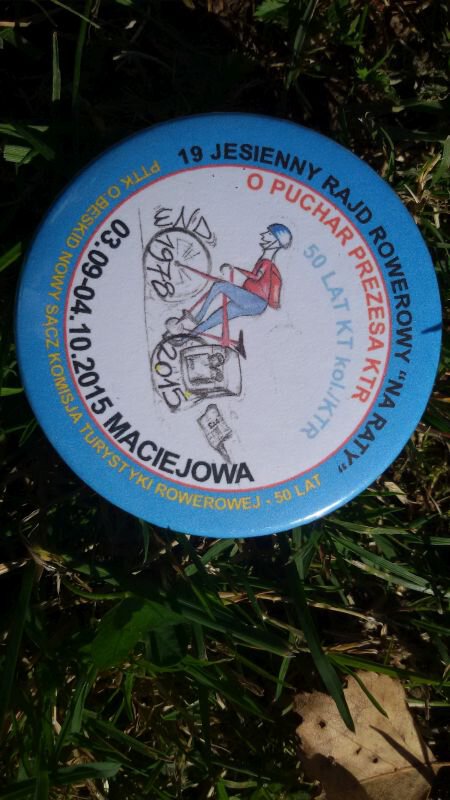 19 JESIENNY RAJD ROWEROWY "NA RATY"
O PUCHAR PREZESA KTR
50 LAT KT kol/KTR
1978
2015
03.09-04.10.2015 MACIEJOWA
PTTK O.BESKID NOWY SĄCZ KOMISJA TURYSTYKI ROWEROWEJ - 50 LAT